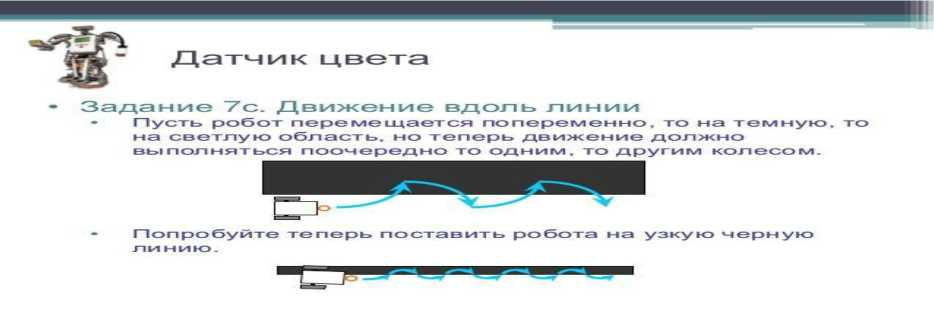 Датчик цвета
• Задание 7с. Движение вдоль линии
• Пусть робот перемещается попеременно, то на темную, то
на светлую область, но теперь движение должно
выполняться поочередно то одним, то другим колесом.
• Попробуйте теперь поставить робота на узкую черную
линию.